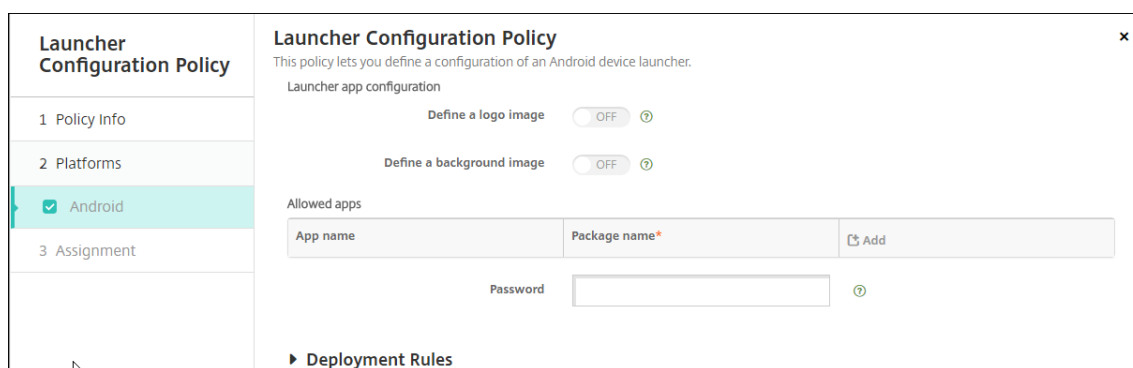 Launcher
Configuration Policy
1 Policy Info
2 Platforms
Android
3 Assignment
Launcher Configuration Policy
This policy lets you define a configuration of an Android device launcher.
Launcher app configuration
Define a logo image OFF
Define a background image OFF
Allowed apps
App name Package name* Add
Password
Deployment Rules